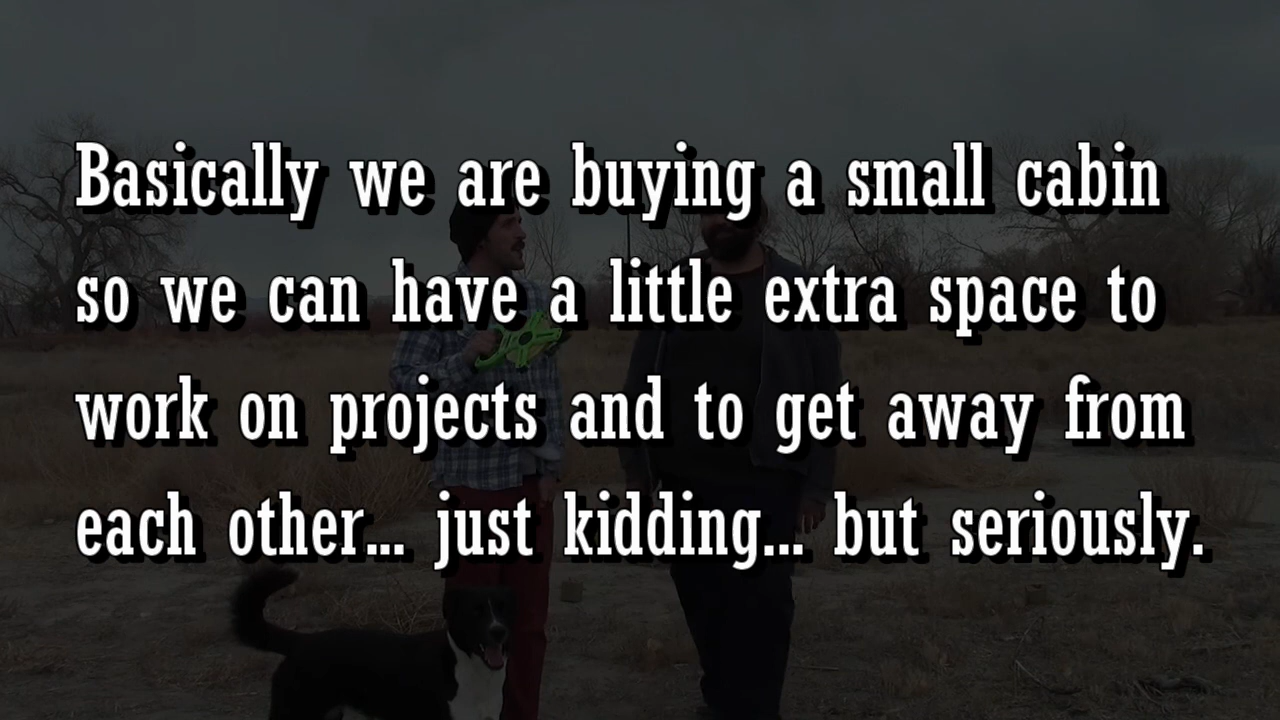 Basically we are buying a small cabin
so we can have a little extra space to
work on projects and to get away from
each other... just kidding... but seriously.